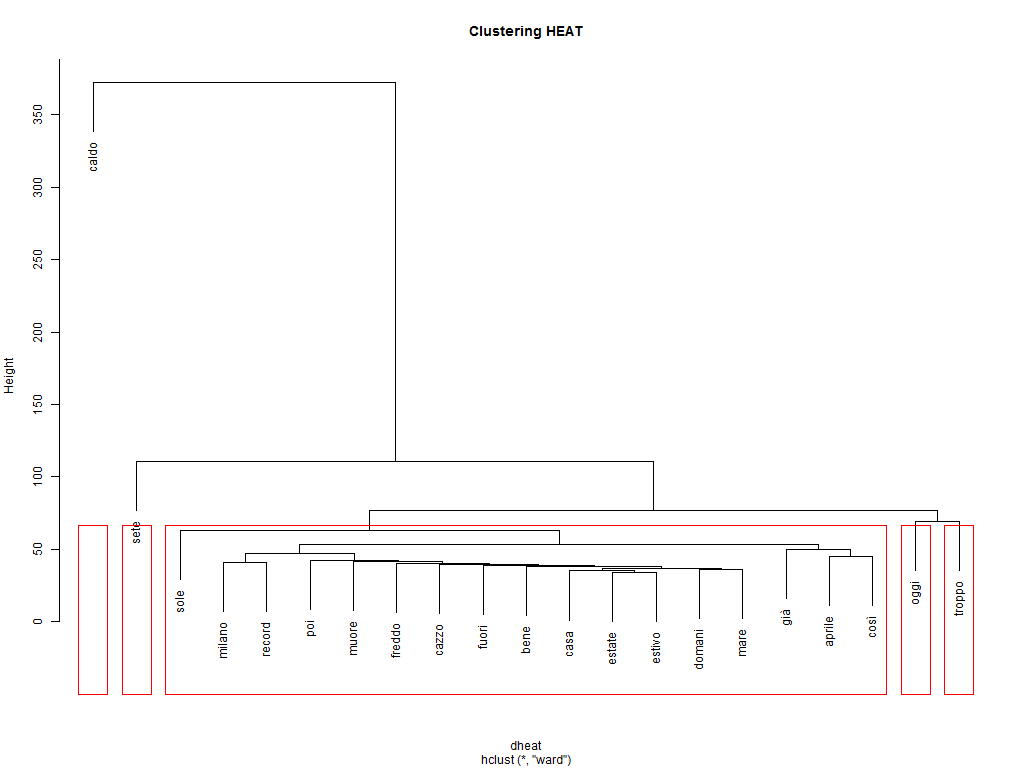 Clustering HEAT
Height
350
300
250
200
150
100
50
0
caldo
sete
sole
milano
record
poi
muore
freddo
cazzo
fuori
bene
casa
estate
estivo
domani
mare
già
aprile
così
oggi
troppo
dheat
hclust (*, "ward")